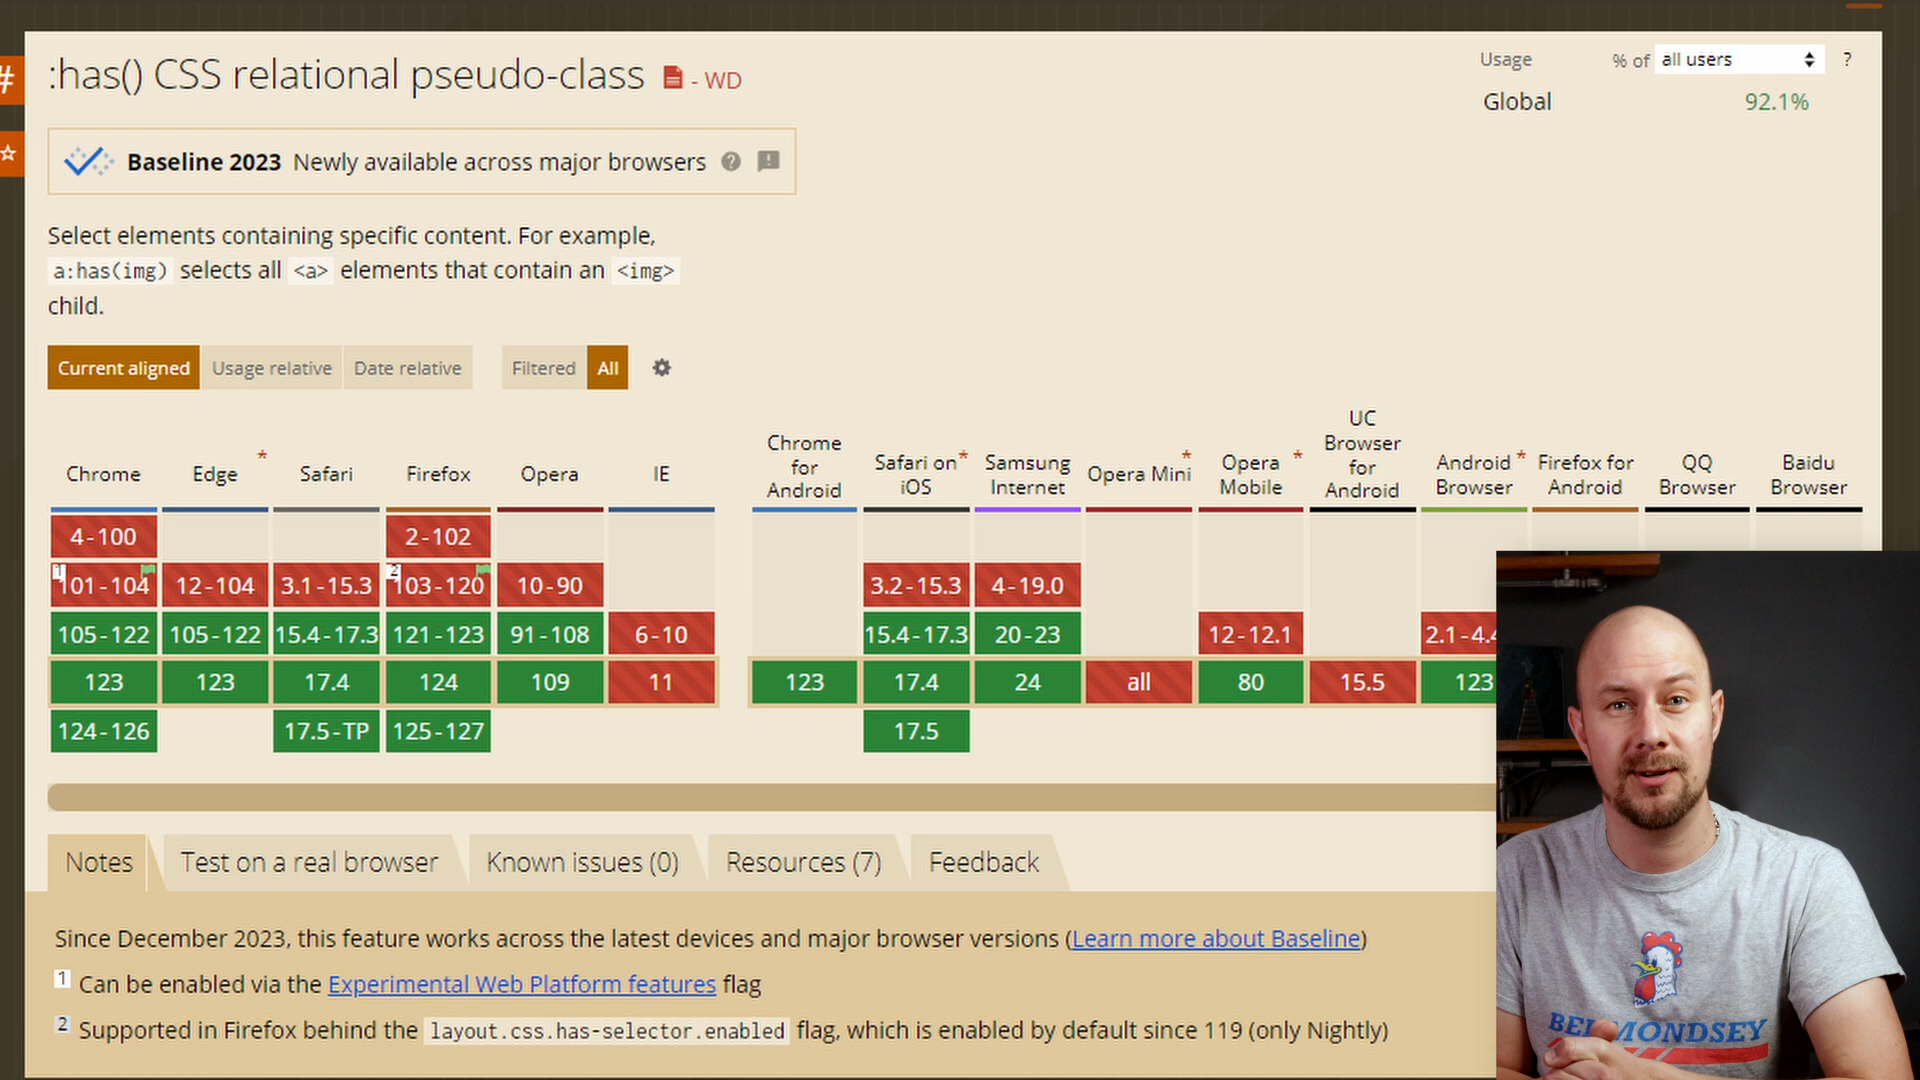 :has() CSS relational pseudo-class - WD
Usage % of all users ?
Global 92.1%
#
Baseline 2023 Newly available across major browsers
Select elements containing specific content. For example,
a:has(img) selects all <a> elements that contain an <img>
child.
Current aligned Usage relative Date relative Filtered All
Chrome Edge * Safari Firefox Opera IE
Chrome for Android
Safari on iOS *
Samsung Internet
Opera Mini *
Opera Mobile *
UC Browser for Android
Android Browser *
Firefox for Android
QQ Browser
Baidu Browser
4-100 2-102
1 101-104 12-104 3.1-15.3 2 103-120 10-90 3.2-15.3 4-19.0
105-122 105-122 15.4-17.3 121-123 91-108 6-10 15.4-17.3 20-23 12-12.1 2.1-4.4
123 123 17.4 124 109 11 123 17.4 24 all 80 15.5 123
124-126 17.5-TP 125-127 17.5
Notes Test on a real browser Known issues (0) Resources (7) Feedback
Since December 2023, this feature works across the latest devices and major browser versions (Learn more about Baseline)
1 Can be enabled via the Experimental Web Platform features flag
2 Supported in Firefox behind the layout.css.has-selector.enabled flag, which is enabled by default since 119 (only Nightly)